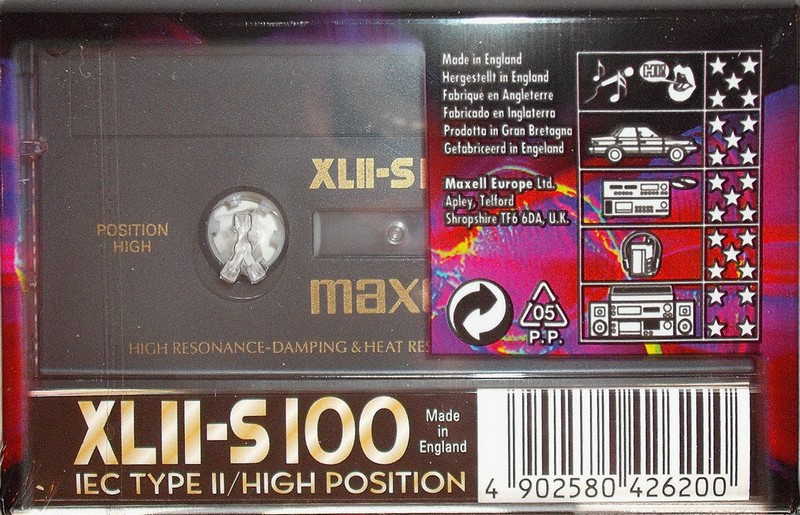 Made in England
Hergestellt in England
Fabriqué en Angleterre
Fabricado en Inglaterra
Prodotta in Gran Bretagna
Gefabriceerd in Engeland
Maxell Europe Ltd.
Apley, Telford
Shropshire TF6 6DA, U.K.
05
P.P.
XLII-S
POSITION
HIGH
max
HIGH RESONANCE-DAMPING & HEAT RES
XLII-S 100
Made
in
England
IEC TYPE II/HIGH POSITION
4 902580 426200